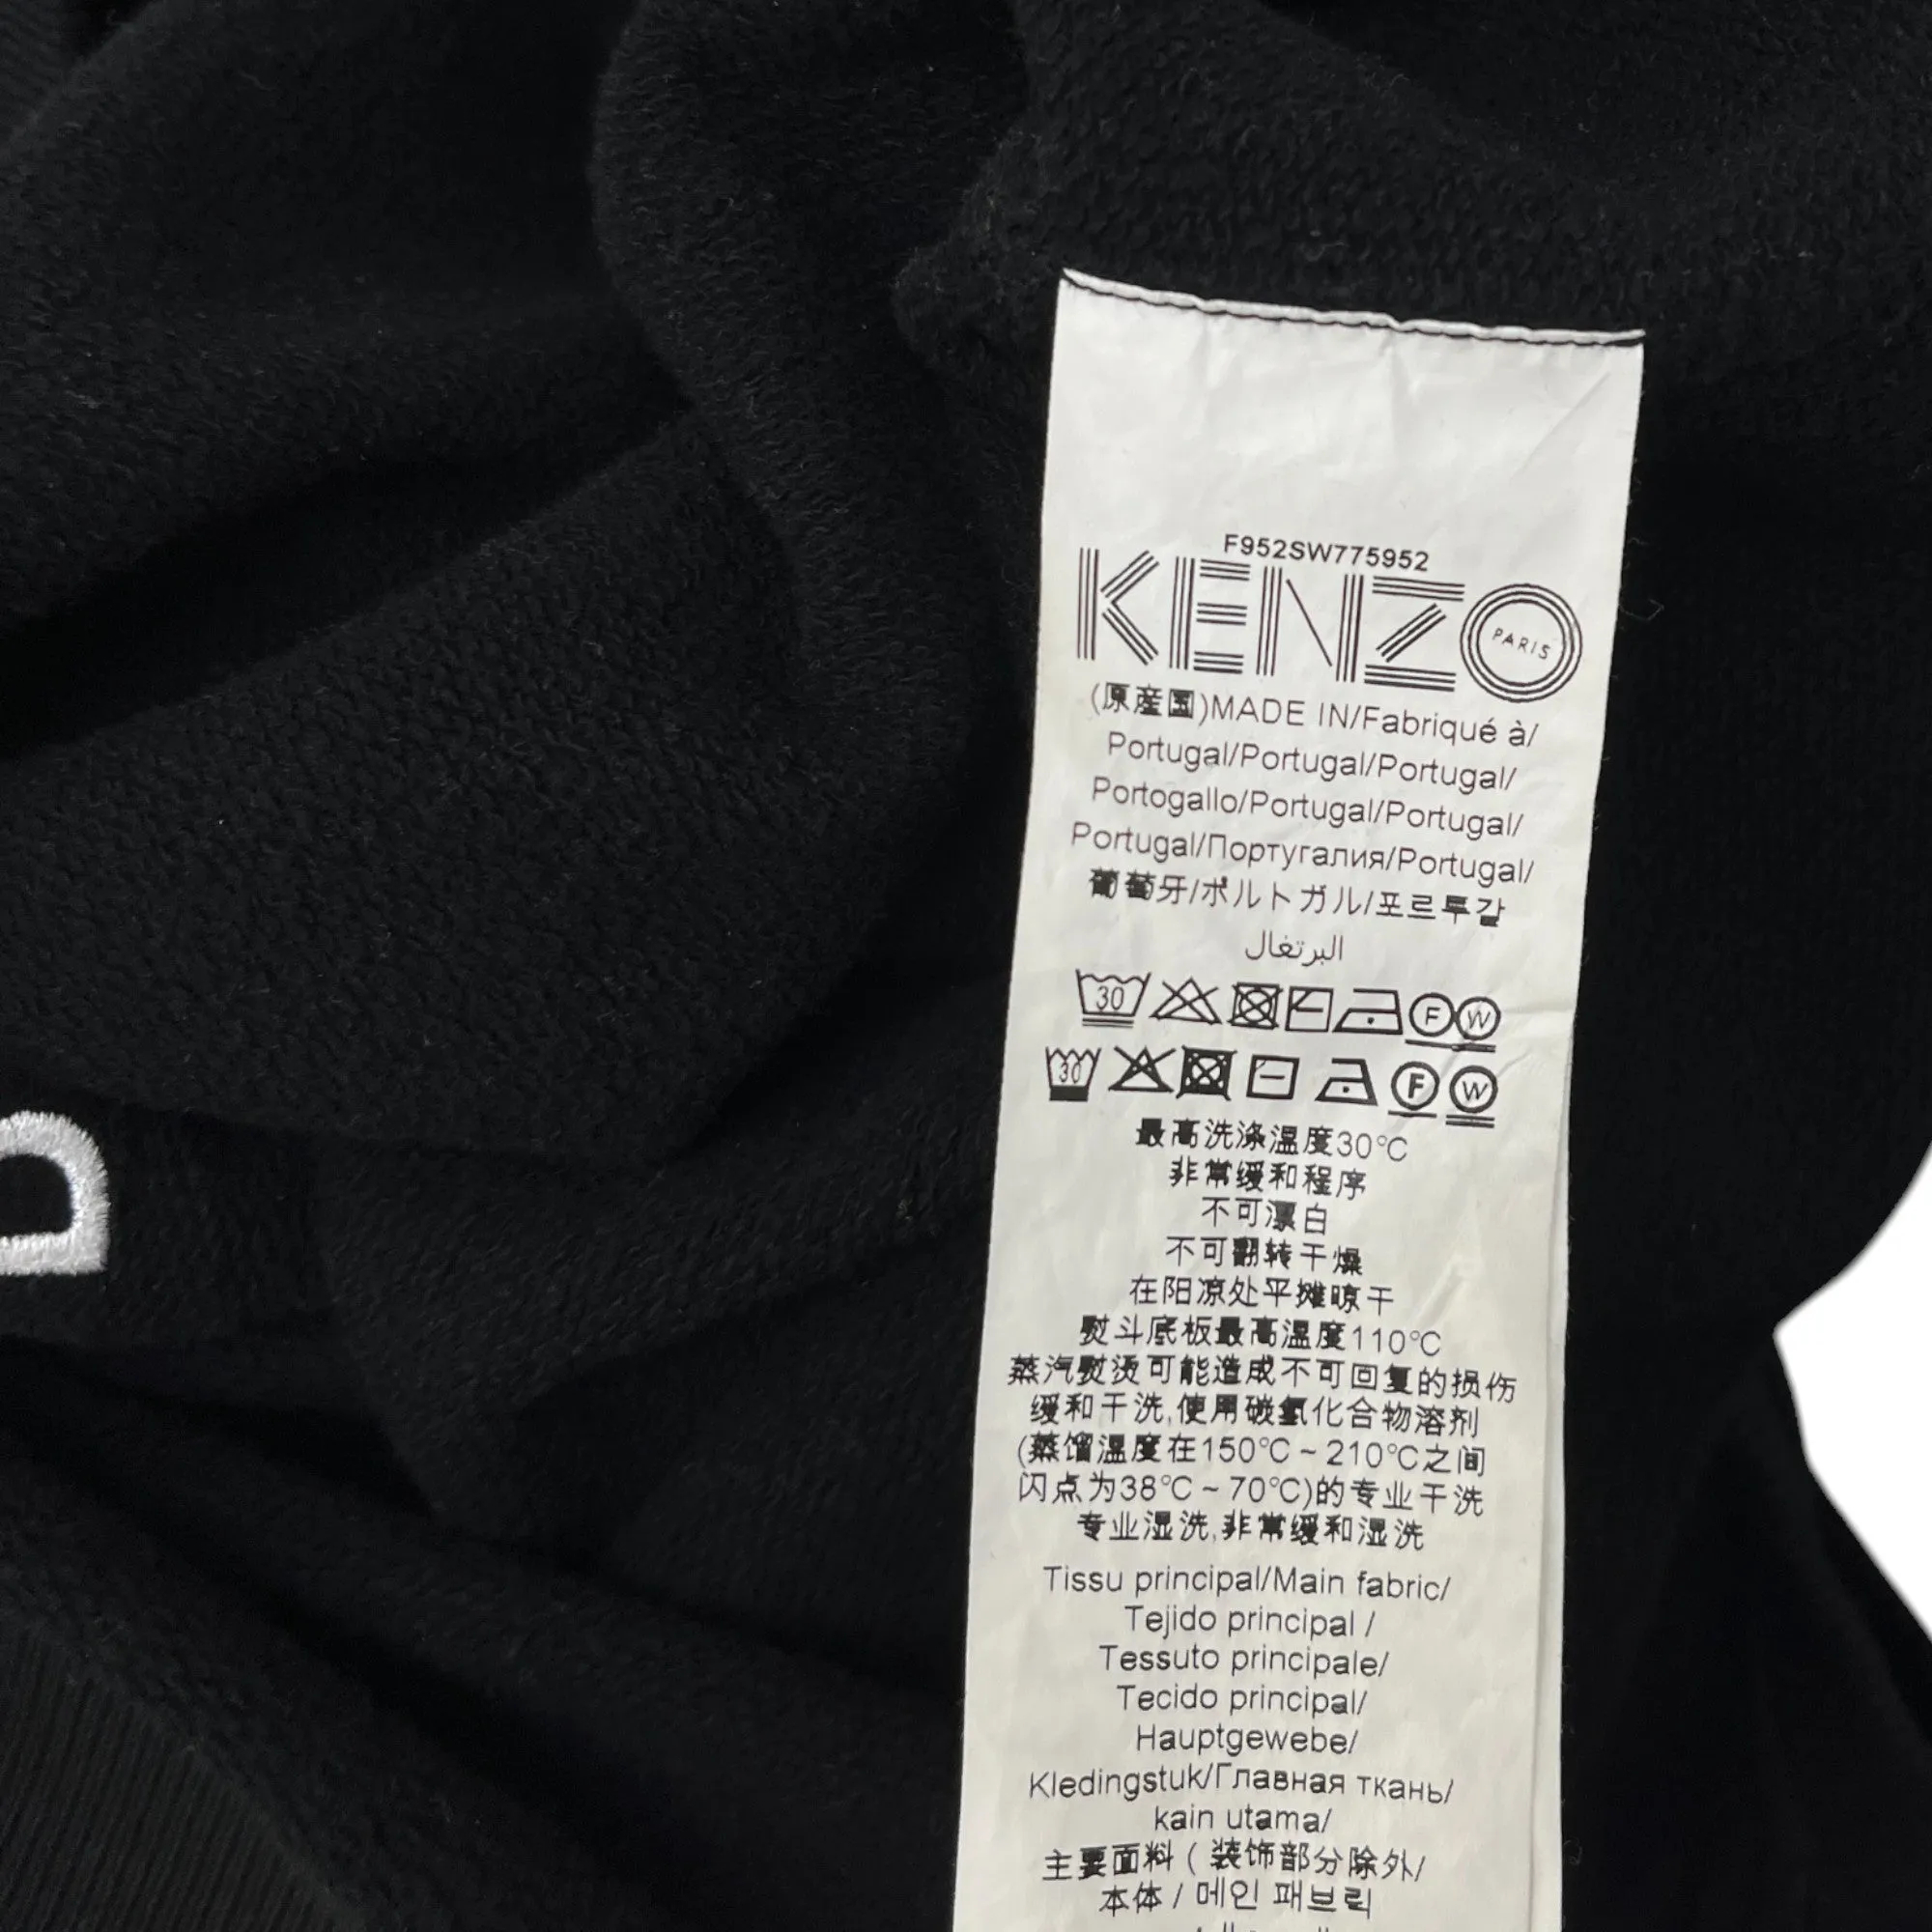 F952SW775952
KENZO PARIS
(原産国)MADE IN/Fabriqué à/
Portugal/Portugal/Portugal/
Portogallo/Portugal/Portugal/
Portugal/Португалия/Portugal/
葡萄牙/ポルトガル/포르투갈
البرتغال
30 F W
30 F W
最高洗涤温度30°C
非常缓和程序
不可漂白
不可翻转干燥
在阳凉处平摊晾干
熨斗底板最高温度110°C
蒸汽熨烫可能造成不可回复的损伤
缓和干洗,使用碳氢化合物溶剂
(蒸馏温度在150°C~210°C之间
闪点为38°C~70°C)的专业干洗
专业湿洗,非常缓和湿洗
Tissu principal/Main fabric/
Tejido principal /
Tessuto principale/
Tecido principal/
Hauptgewebe/
Kledingstuk/Главная ткань/
kain utama/
主要面料 ( 装饰部分除外/
本体 / 메인 패브릭